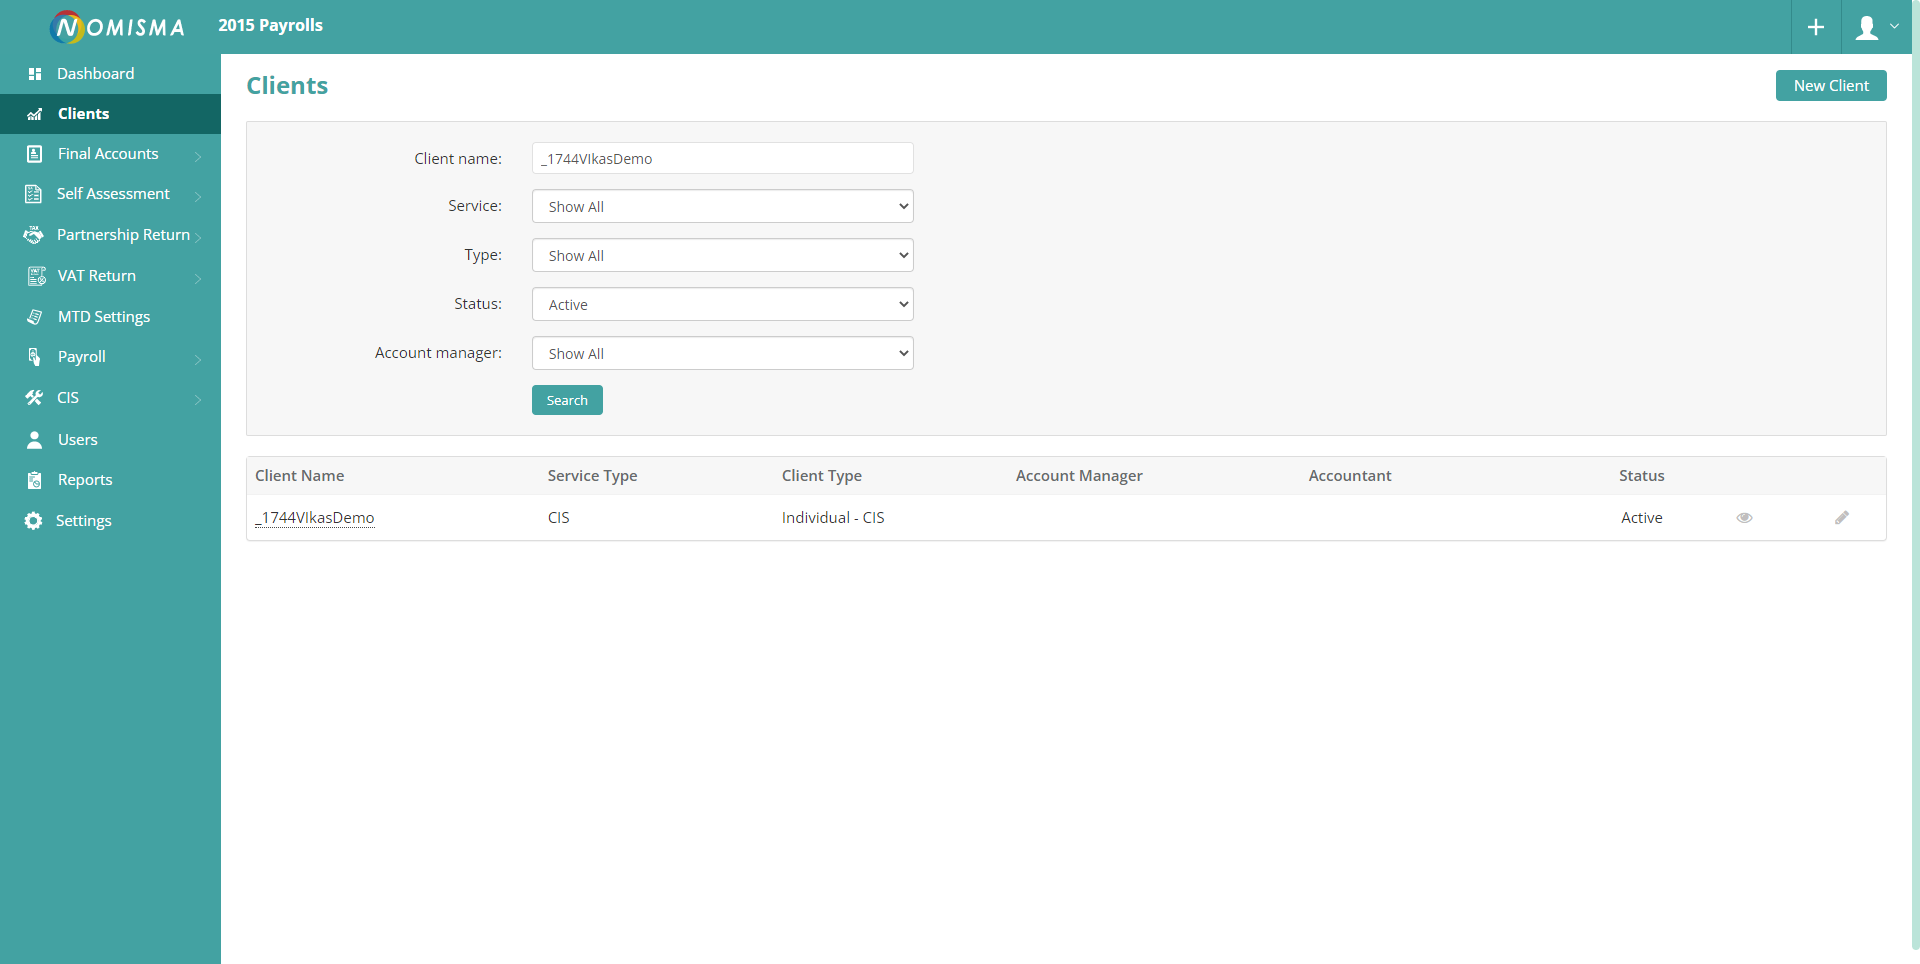 NOMISMA
2015 Payrolls
Dashboard
Clients
Final Accounts
Self Assessment
TAX
Partnership Return
VAT
VAT Return
MTD Settings
Payroll
CIS
Users
Reports
Settings
Clients
New Client
Client name: _1744VIkasDemo
Service: Show All
Type: Show All
Status: Active
Account manager: Show All
Search
Client Name Service Type Client Type Account Manager Accountant Status
_1744VIkasDemo CIS Individual - CIS Active